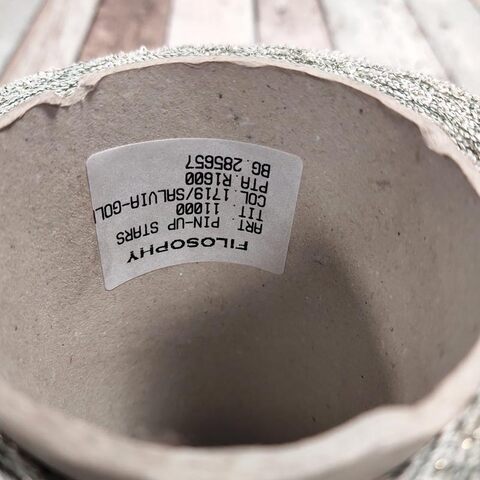 FILOSOPHY
ART. PIN-UP STARS
TIT. 11000
COL. 1719/SALVIA-GOL
PTA. R1600
BG. 285657